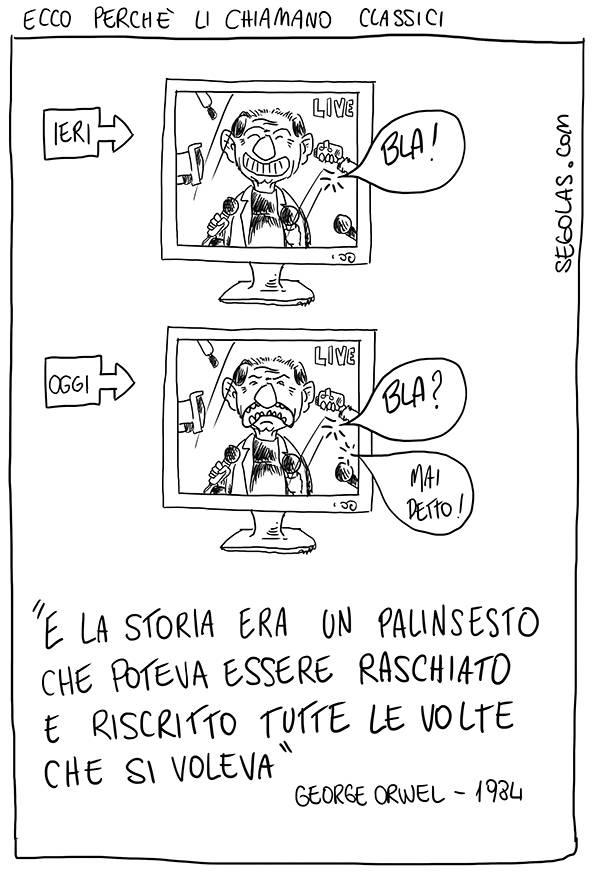 ECCO PERCHÈ LI CHIAMANO CLASSICI
IERI
LIVE
BLA!
SEGOLAS.COM
OGGI
LIVE
BLA?
MAI
DETTO!
"E LA STORIA ERA UN PALINSESTO
CHE POTEVA ESSERE RASCHIATO
E RISCRITTO TUTTE LE VOLTE
CHE SI VOLEVA"
GEORGE ORWEL - 1984